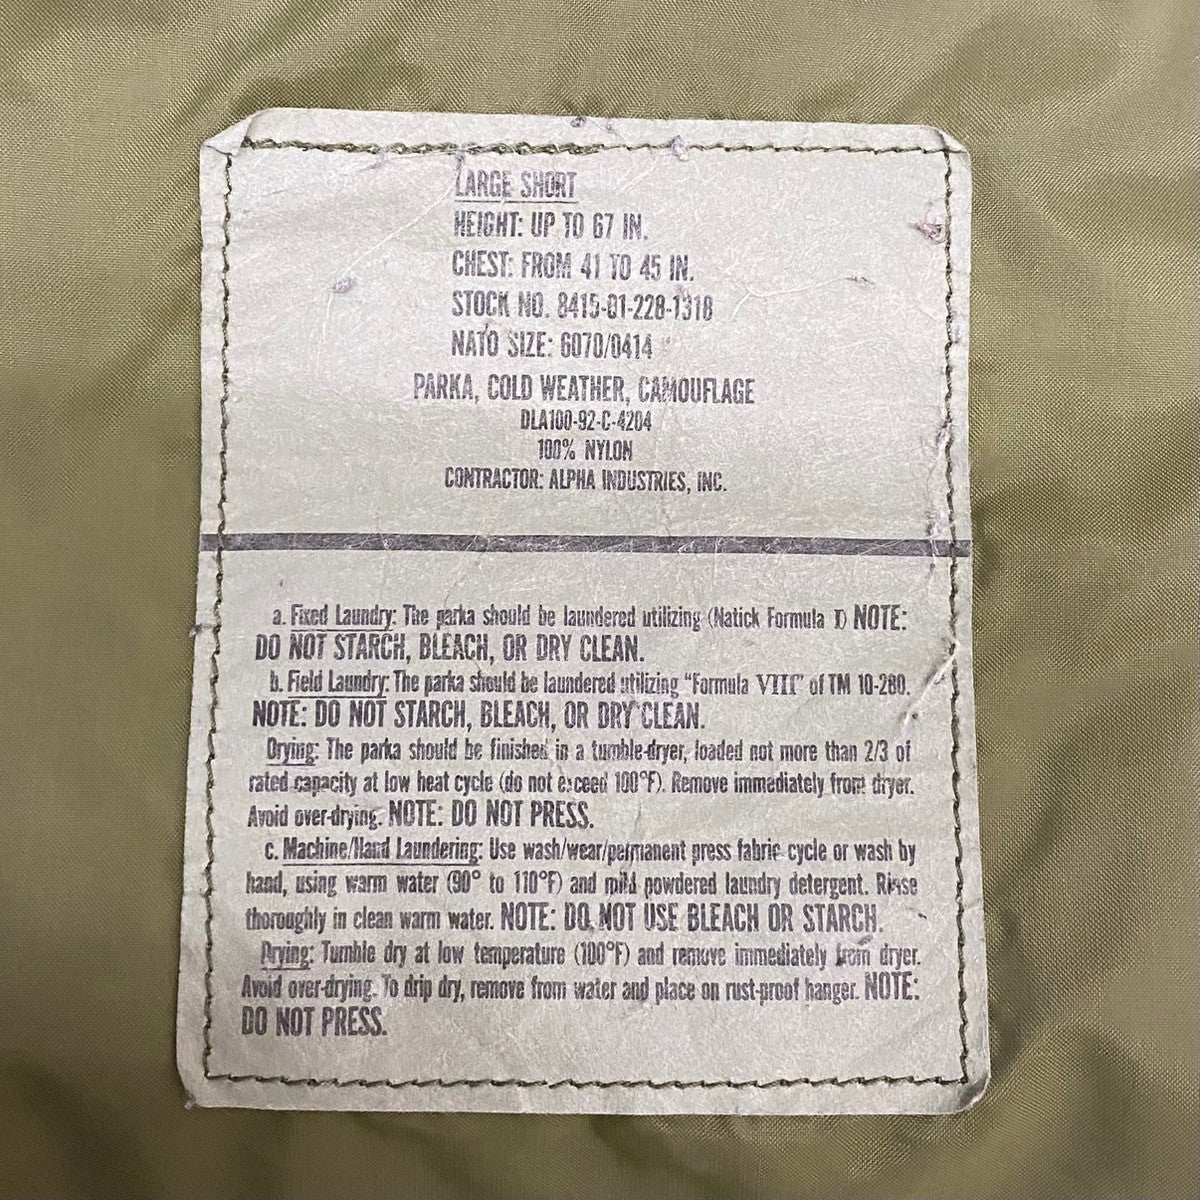 LARGE SHORT
HEIGHT: UP TO 67 IN.
CHEST: FROM 41 TO 45 IN.
STOCK NO. 8415-01-228-1318
NATO SIZE: 6070/0414
PARKA, COLD WEATHER, CAMOUFLAGE
DLA100-92-C-4204
100% NYLON
CONTRACTOR: ALPHA INDUSTRIES, INC.
a. Fixed Laundry: The parka should be laundered utilizing (Natick Formula I) NOTE:
DO NOT STARCH, BLEACH, OR DRY CLEAN.
b. Field Laundry: The parka should be laundered utilizing "Formula VIII" of TM 10-280.
NOTE: DO NOT STARCH, BLEACH, OR DRY CLEAN.
Drying: The parka should be finished in a tumble-dryer, loaded not more than 2/3 of
rated capacity at low heat cycle (do not exceed 100°F). Remove immediately from dryer.
Avoid over-drying. NOTE: DO NOT PRESS.
c. Machine/Hand Laundering: Use wash/wear/permanent press fabric cycle or wash by
hand, using warm water (90° to 110°F) and mild powdered laundry detergent. Rinse
thoroughly in clean warm water. NOTE: DO NOT USE BLEACH OR STARCH.
Drying: Tumble dry at low temperature (100°F) and remove immediately from dryer.
Avoid over-drying. To drip dry, remove from water and place on rust-proof hanger. NOTE:
DO NOT PRESS.